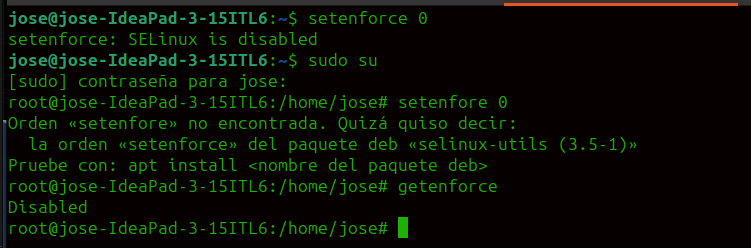 jose@jose-IdeaPad-3-15ITL6:~$ setenforce 0
setenforce: SELinux is disabled
jose@jose-IdeaPad-3-15ITL6:~$ sudo su
[sudo] contraseña para jose:
root@jose-IdeaPad-3-15ITL6:/home/jose# setenfore 0
Orden «setenfore» no encontrada. Quizá quiso decir:
  la orden «setenforce» del paquete deb «selinux-utils (3.5-1)»
Pruebe con: apt install <nombre del paquete deb>
root@jose-IdeaPad-3-15ITL6:/home/jose# getenforce
Disabled
root@jose-IdeaPad-3-15ITL6:/home/jose#